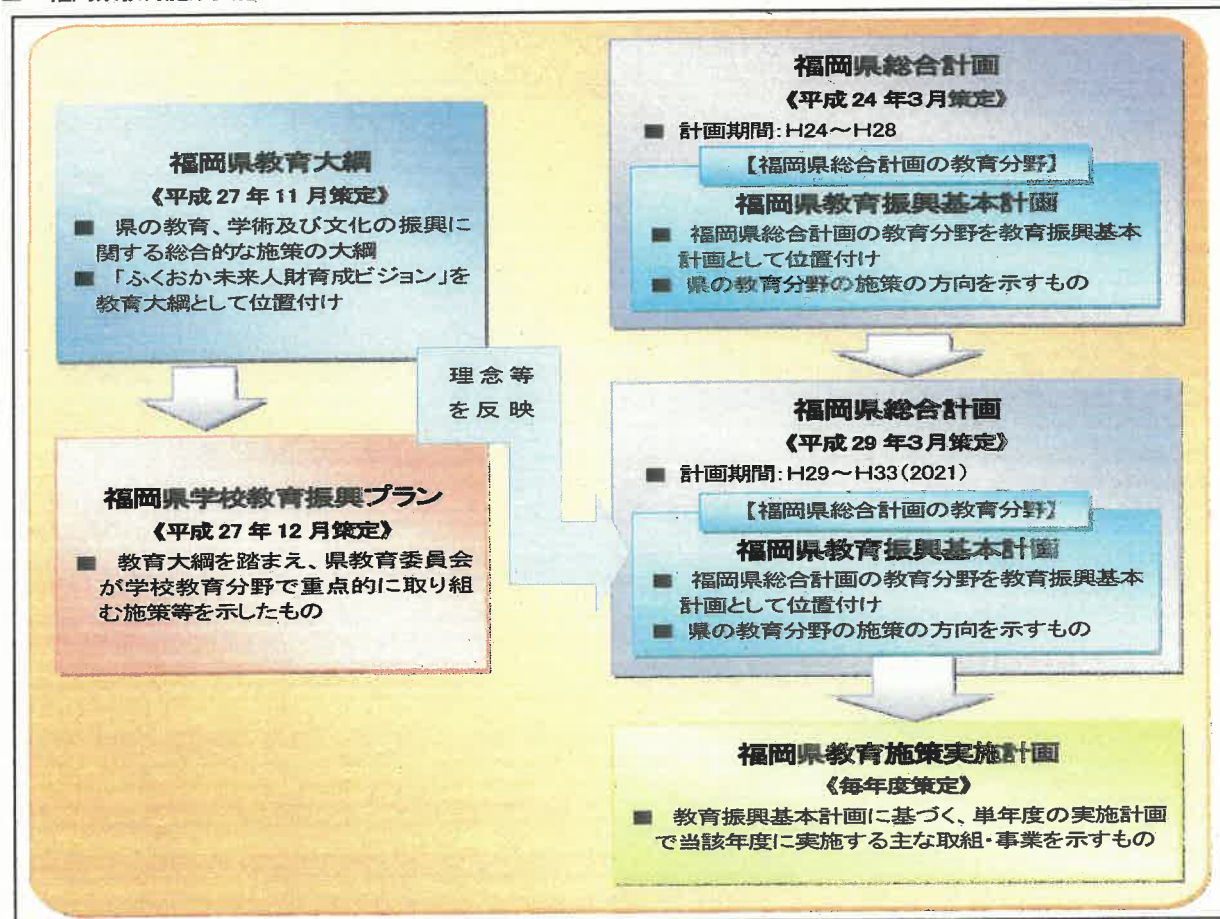 福岡県教育大綱
《平成27年11月策定》
■ 県の教育、学術及び文化の振興に
関する総合的な施策の大綱
■ 「ふくおか未来人財育成ビジョン」を
教育大綱として位置付け
福岡県学校教育振興プラン
《平成27年12月策定》
■ 教育大綱を踏まえ、県教育委員会
が学校教育分野で重点的に取り組
む施策等を示したもの
理念等
を反映
福岡県総合計画
《平成24年3月策定》
■ 計画期間:H24~H28
【福岡県総合計画の教育分野】
福岡県教育振興基本計画
■ 福岡県総合計画の教育分野を教育振興基本
計画として位置付け
■ 県の教育分野の施策の方向を示すもの
福岡県総合計画
《平成29年3月策定》
■ 計画期間:H29~H33(2021)
【福岡県総合計画の教育分野】
福岡県教育振興基本計画
■ 福岡県総合計画の教育分野を教育振興基本
計画として位置付け
■ 県の教育分野の施策の方向を示すもの
福岡県教育施策実施計画
《毎年度策定》
■ 教育振興基本計画に基づく、単年度の実施計画
で当該年度に実施する主な取組・事業を示すもの